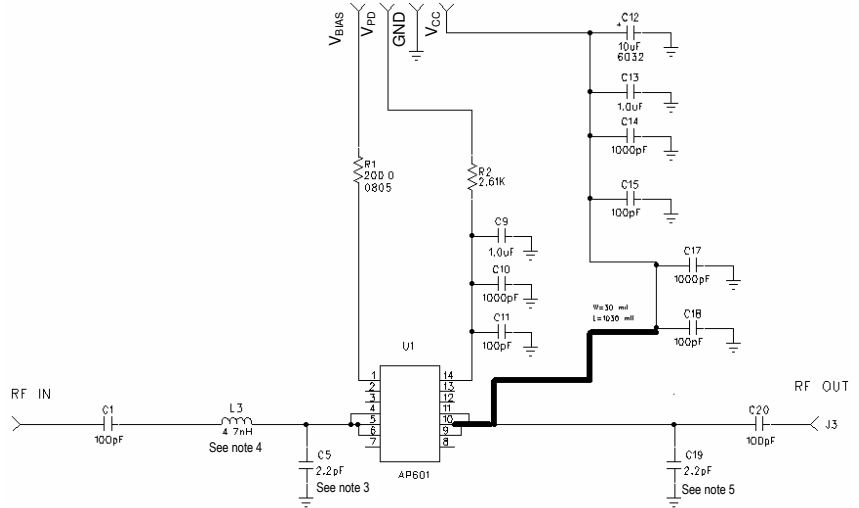 VBIAS
VPD
GND
VCC
C12
+
10uF
6032
C13
1.0uF
C14
1000pF
C15
100pF
R1
20D 0
0805
R2
2.61K
C9
1.0uF
C10
1000pF
C11
100pF
C17
1000pF
C18
100pF
W=30 mil
L=1036 mil
U1
1
2
3
4
5
6
7
14
13
12
11
10
9
8
AP601
RF IN
C1
100pF
L3
4.7nH
See note 4
C5
2.2pF
See note 3
RF OUT
C20
100pF
J3
C19
2.2pF
See note 5